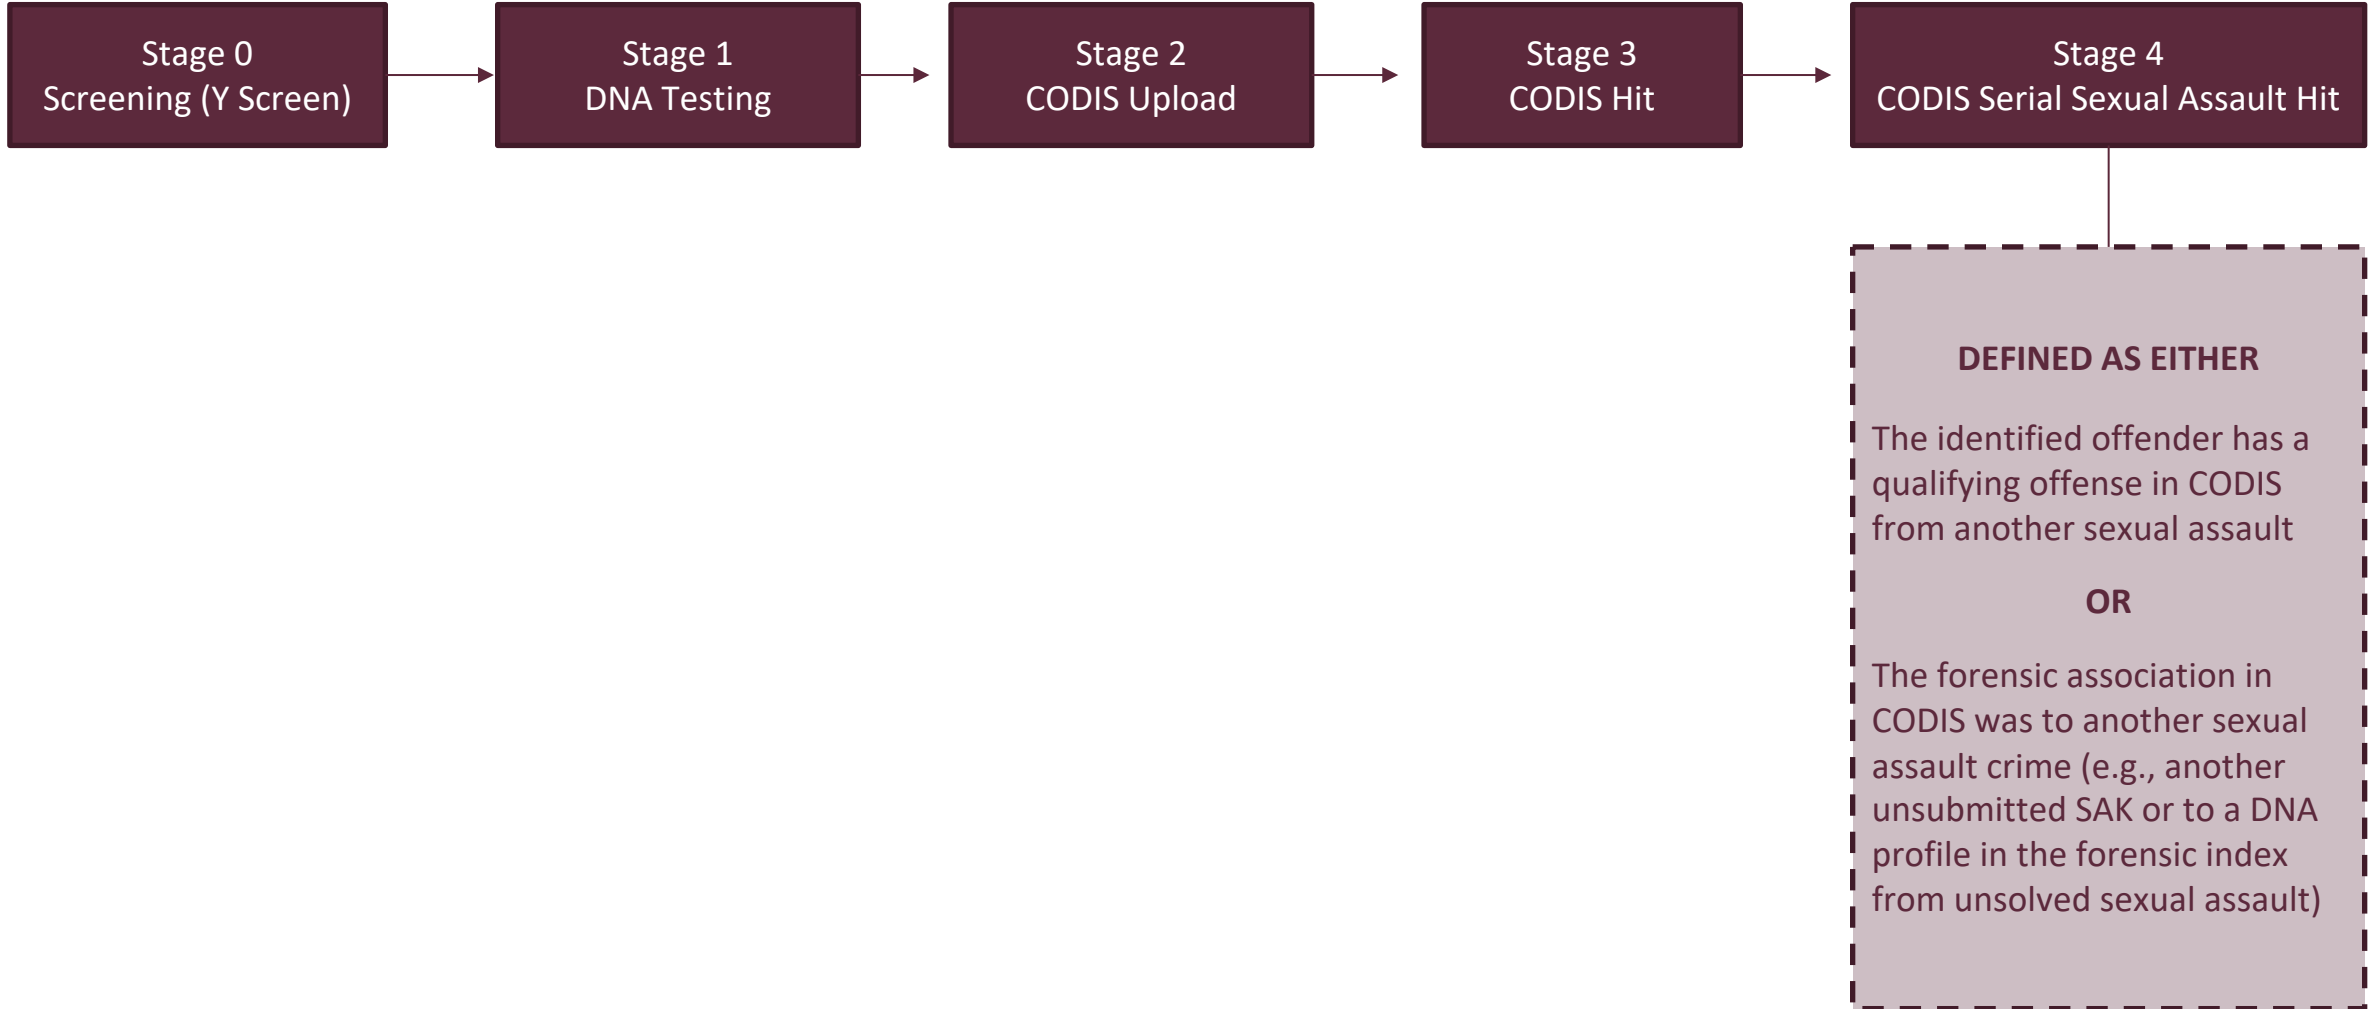 Stage 0
Screening (Y Screen)
Stage 1
DNA Testing
Stage 2
CODIS Upload
Stage 3
CODIS Hit
Stage 4
CODIS Serial Sexual Assault Hit
DEFINED AS EITHER
The identified offender has a
qualifying offense in CODIS
from another sexual assault
OR
The forensic association in
CODIS was to another sexual
assault crime (e.g., another
unsubmitted SAK or to a DNA
profile in the forensic index
from unsolved sexual assault)